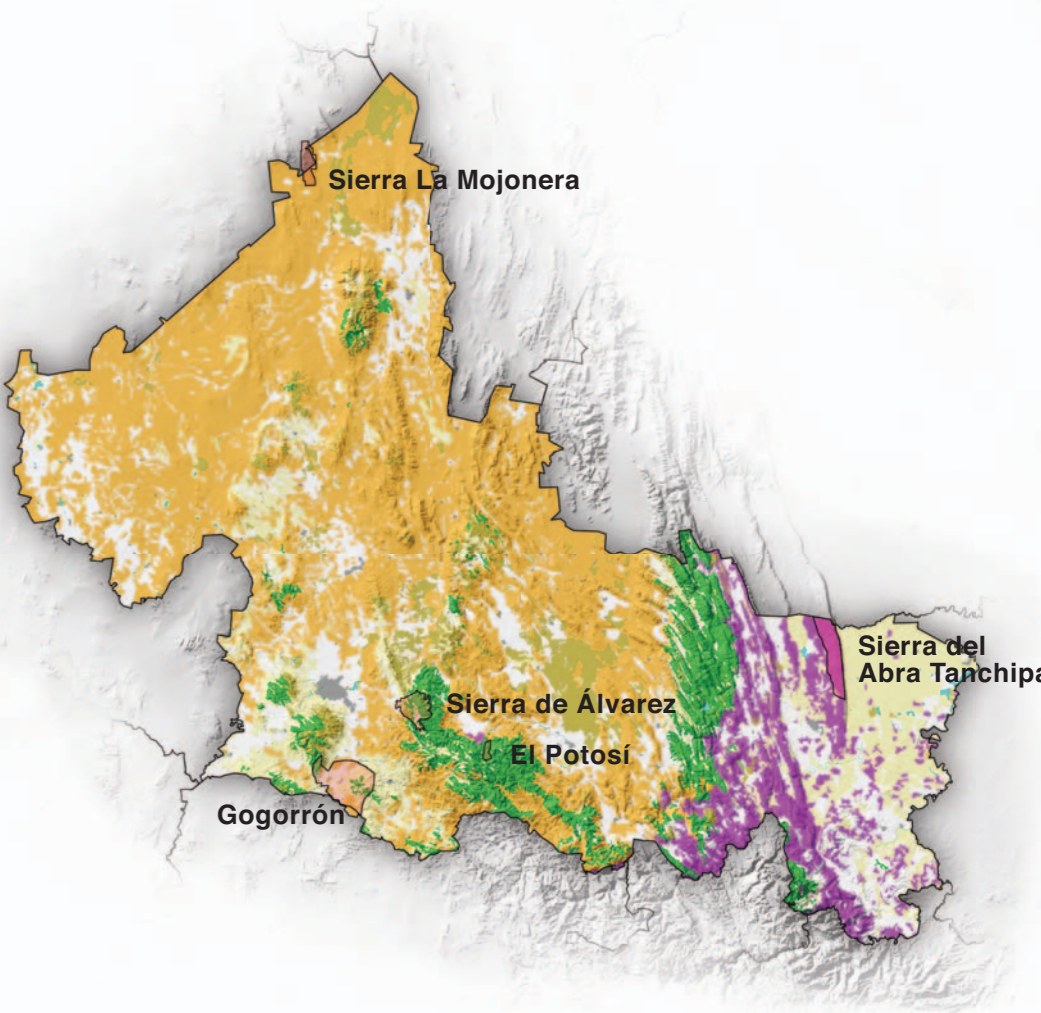 Sierra La Mojonera
Sierra del
Abra Tanchipa
Sierra de Álvarez
El Potosí
Gogorrón